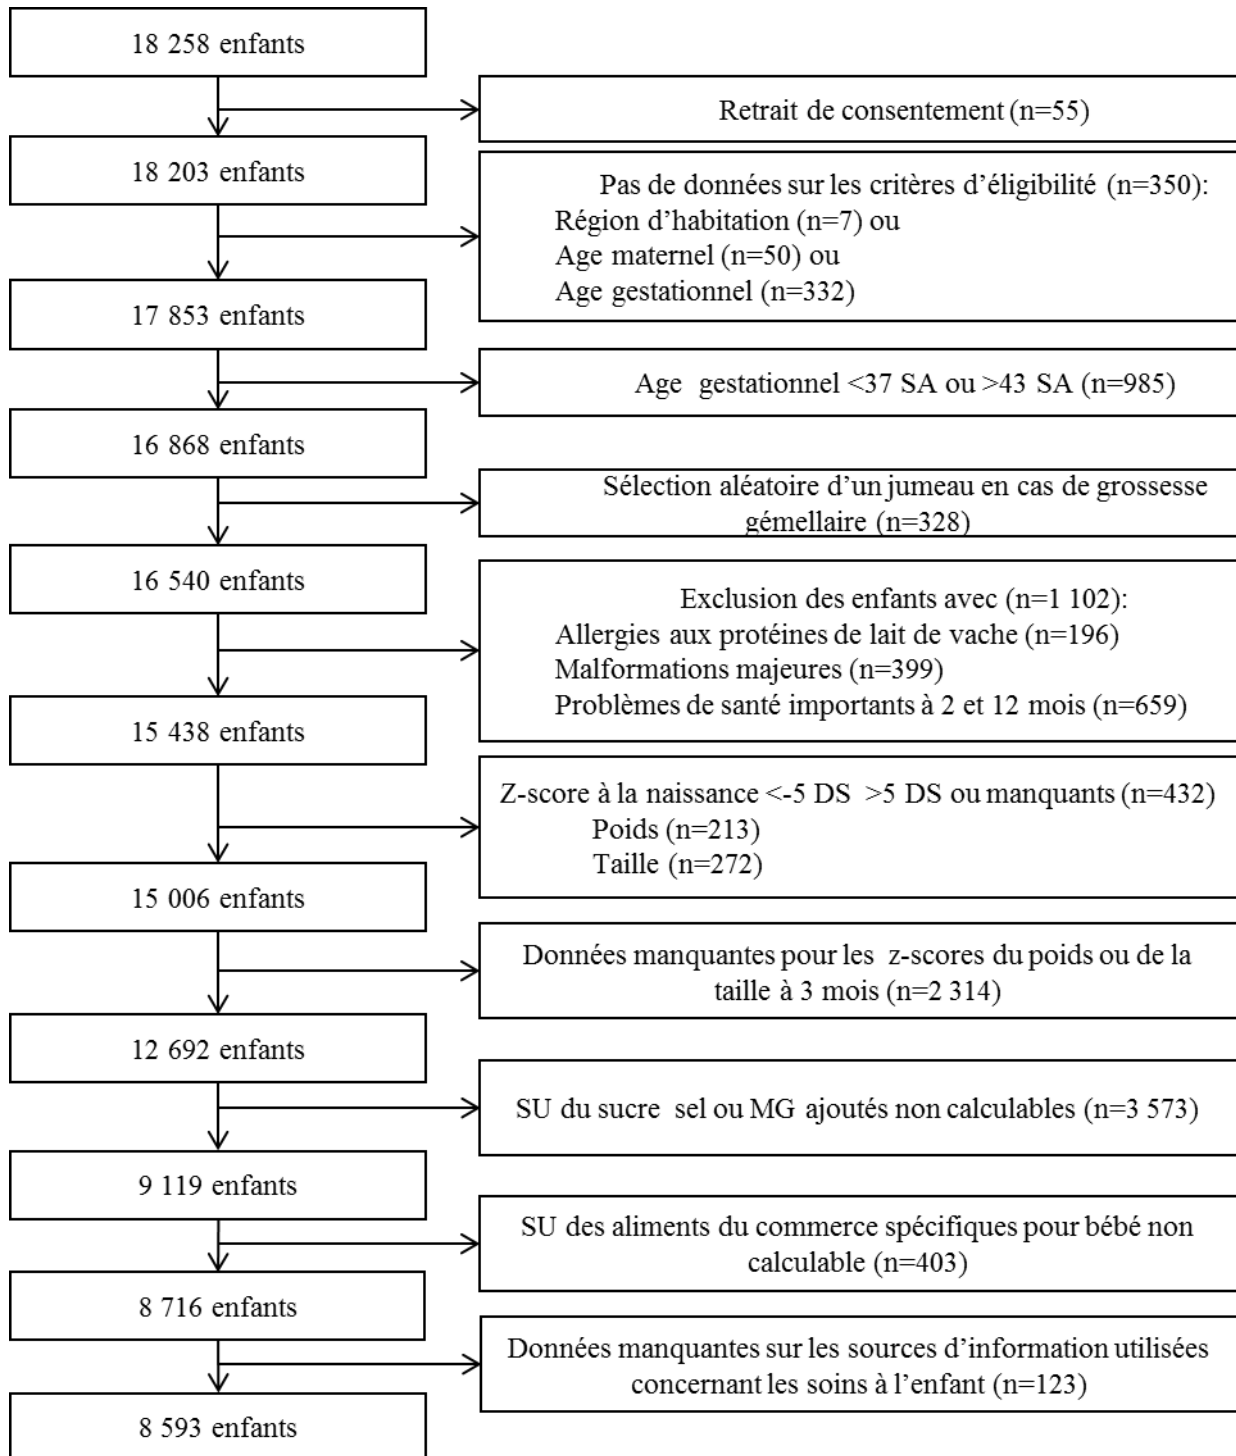 18 258 enfants
Retrait de consentement (n=55)
18 203 enfants
Pas de données sur les critères d’éligibilité (n=350):
Région d’habitation (n=7) ou
Age maternel (n=50) ou
Age gestationnel (n=332)
17 853 enfants
Age gestationnel <37 SA ou >43 SA (n=985)
16 868 enfants
Sélection aléatoire d’un jumeau en cas de grossesse
gémellaire (n=328)
16 540 enfants
Exclusion des enfants avec (n=1 102):
Allergies aux protéines de lait de vache (n=196)
Malformations majeures (n=399)
Problèmes de santé importants à 2 et 12 mois (n=659)
15 438 enfants
Z-score à la naissance <-5 DS >5 DS ou manquants (n=432)
Poids (n=213)
Taille (n=272)
15 006 enfants
Données manquantes pour les z-scores du poids ou de la
taille à 3 mois (n=2 314)
12 692 enfants
SU du sucre sel ou MG ajoutés non calculables (n=3 573)
9 119 enfants
SU des aliments du commerce spécifiques pour bébé non
calculable (n=403)
8 716 enfants
Données manquantes sur les sources d’information utilisées
concernant les soins à l’enfant (n=123)
8 593 enfants